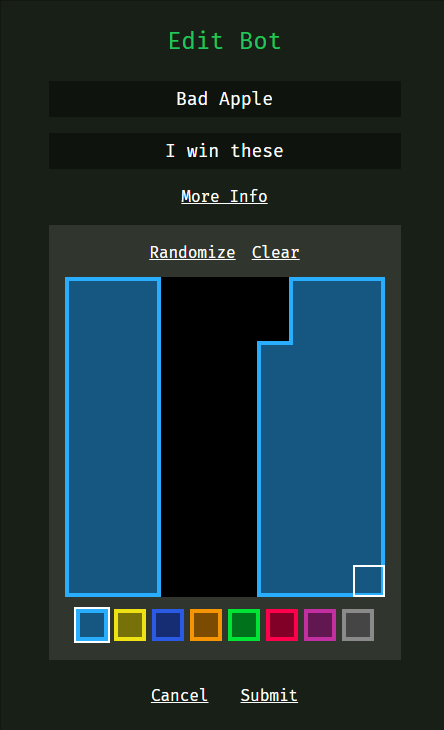 Edit Bot
Bad Apple
I win these
More Info
Randomize Clear
Cancel Submit